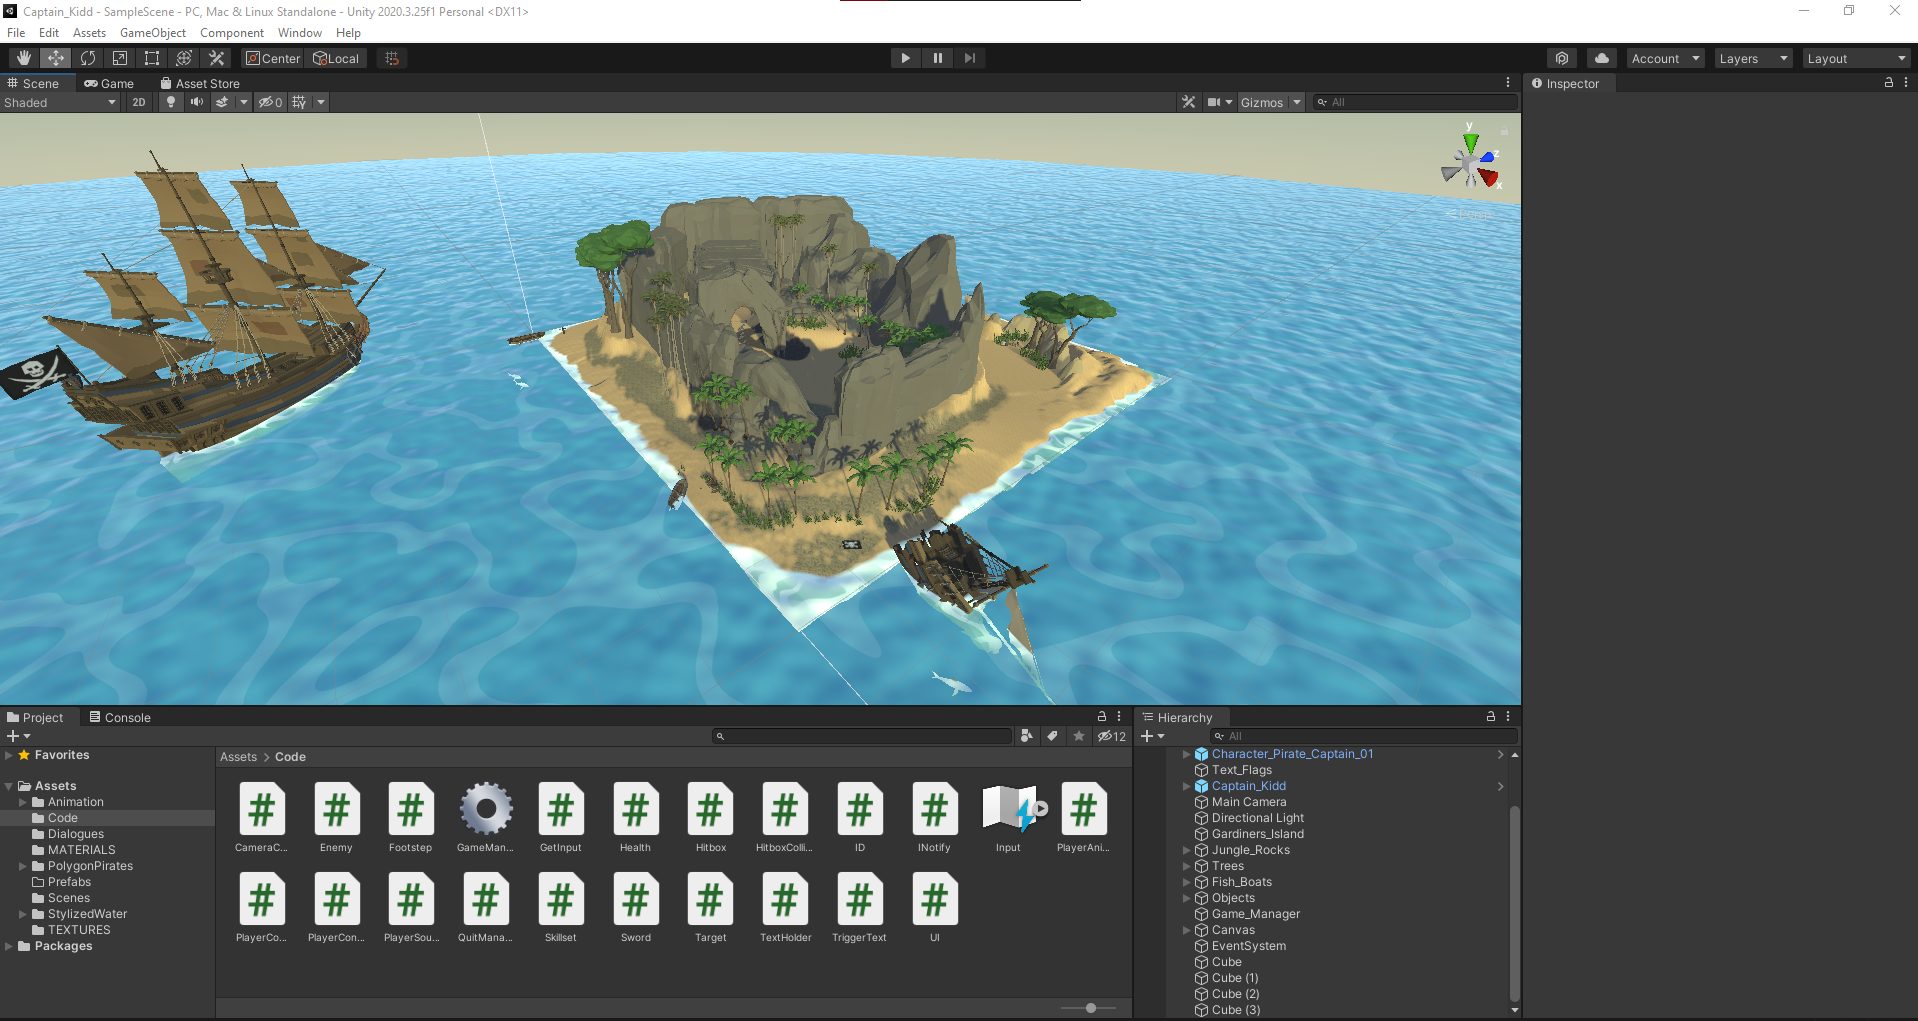 Captain_Kidd - SampleScene - PC, Mac & Linux Standalone - Unity 2020.3.25f1 Personal <DX11>
File Edit Assets GameObject Component Window Help
Center Local Account Layers Layout
Scene Game Asset Store Inspector
Shaded 2D 0 Gizmos All
y
z
x
Persp
Project Console
12
Favorites
Assets
Animation
Code
Dialogues
MATERIALS
PolygonPirates
Prefabs
Scenes
StylizedWater
TEXTURES
Packages
Assets > Code
CameraC... Enemy Footstep GameMan... GetInput Health Hitbox HitboxColli... ID INotify Input PlayerAni...
PlayerCo... PlayerCon... PlayerSou... QuitMana... Skillset Sword Target TextHolder TriggerText UI
Hierarchy
All
Character_Pirate_Captain_01
Text_Flags
Captain_Kidd
Main Camera
Directional Light
Gardiners_Island
Jungle_Rocks
Trees
Fish_Boats
Objects
Game_Manager
Canvas
EventSystem
Cube
Cube (1)
Cube (2)
Cube (3)